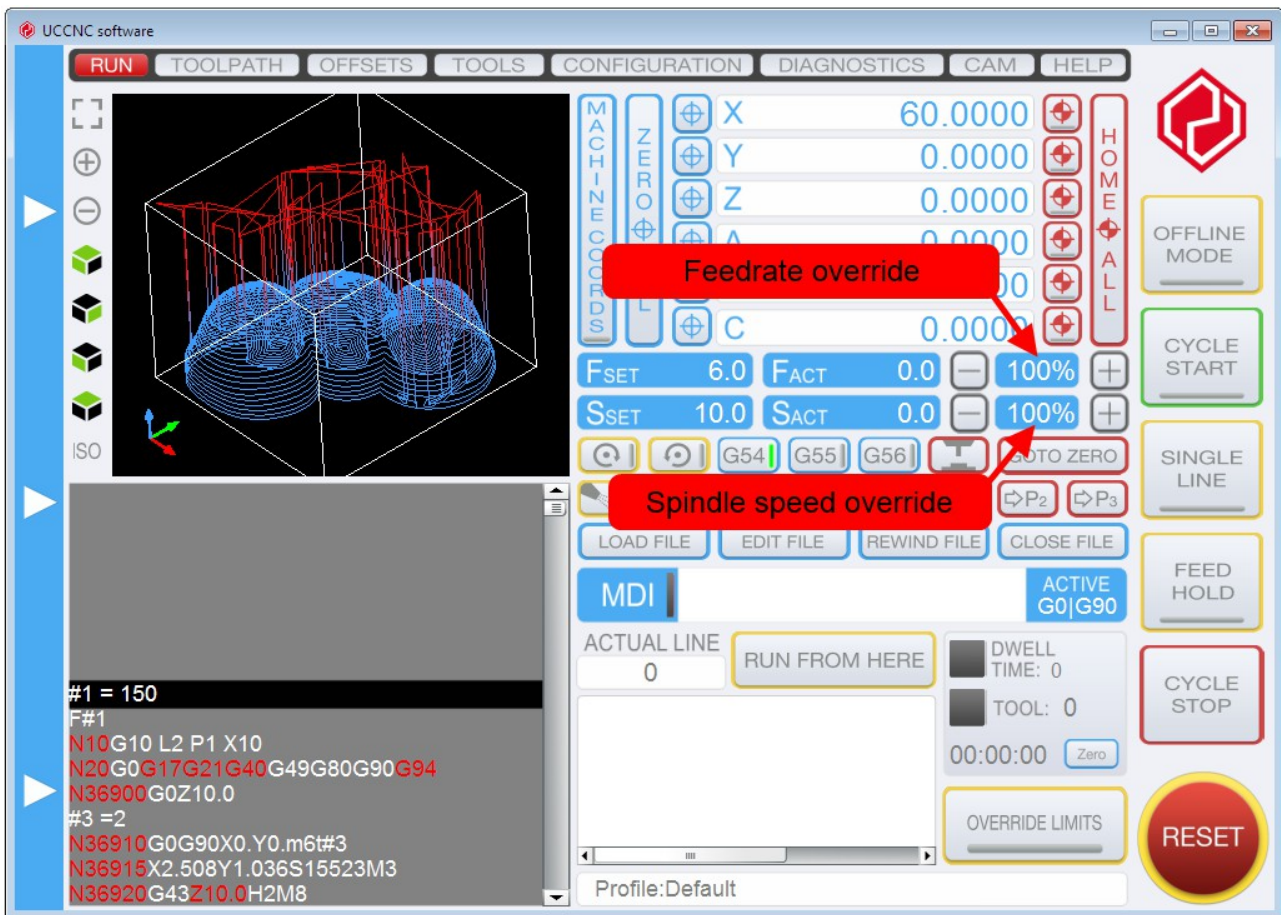 UCCNC software
RUN TOOLPATH OFFSETS TOOLS CONFIGURATION DIAGNOSTICS CAM HELP
MACHINE COORDS
ZERO
L
X 60.0000
Y 0.0000
Z 0.0000
A 0.0000
00
C 0.0000
HOME ALL
Feedrate override
FSET 6.0 FACT 0.0 100%
SSET 10.0 SACT 0.0 100%
ISO
G54 G55 G56 GOTO ZERO
Spindle speed override
P2 P3
LOAD FILE EDIT FILE REWIND FILE CLOSE FILE
MDI
ACTIVE
G0|G90
ACTUAL LINE
0
RUN FROM HERE
DWELL
TIME: 0
TOOL: 0
00:00:00 Zero
OVERRIDE LIMITS
Profile:Default
#1 = 150
F#1
N10G10 L2 P1 X10
N20G0G17G21G40G49G80G90G94
N36900G0Z10.0
#3 =2
N36910G0G90X0.Y0.m6t#3
N36915X2.508Y1.036S15523M3
N36920G43Z10.0H2M8
OFFLINE
MODE
CYCLE
START
SINGLE
LINE
FEED
HOLD
CYCLE
STOP
RESET